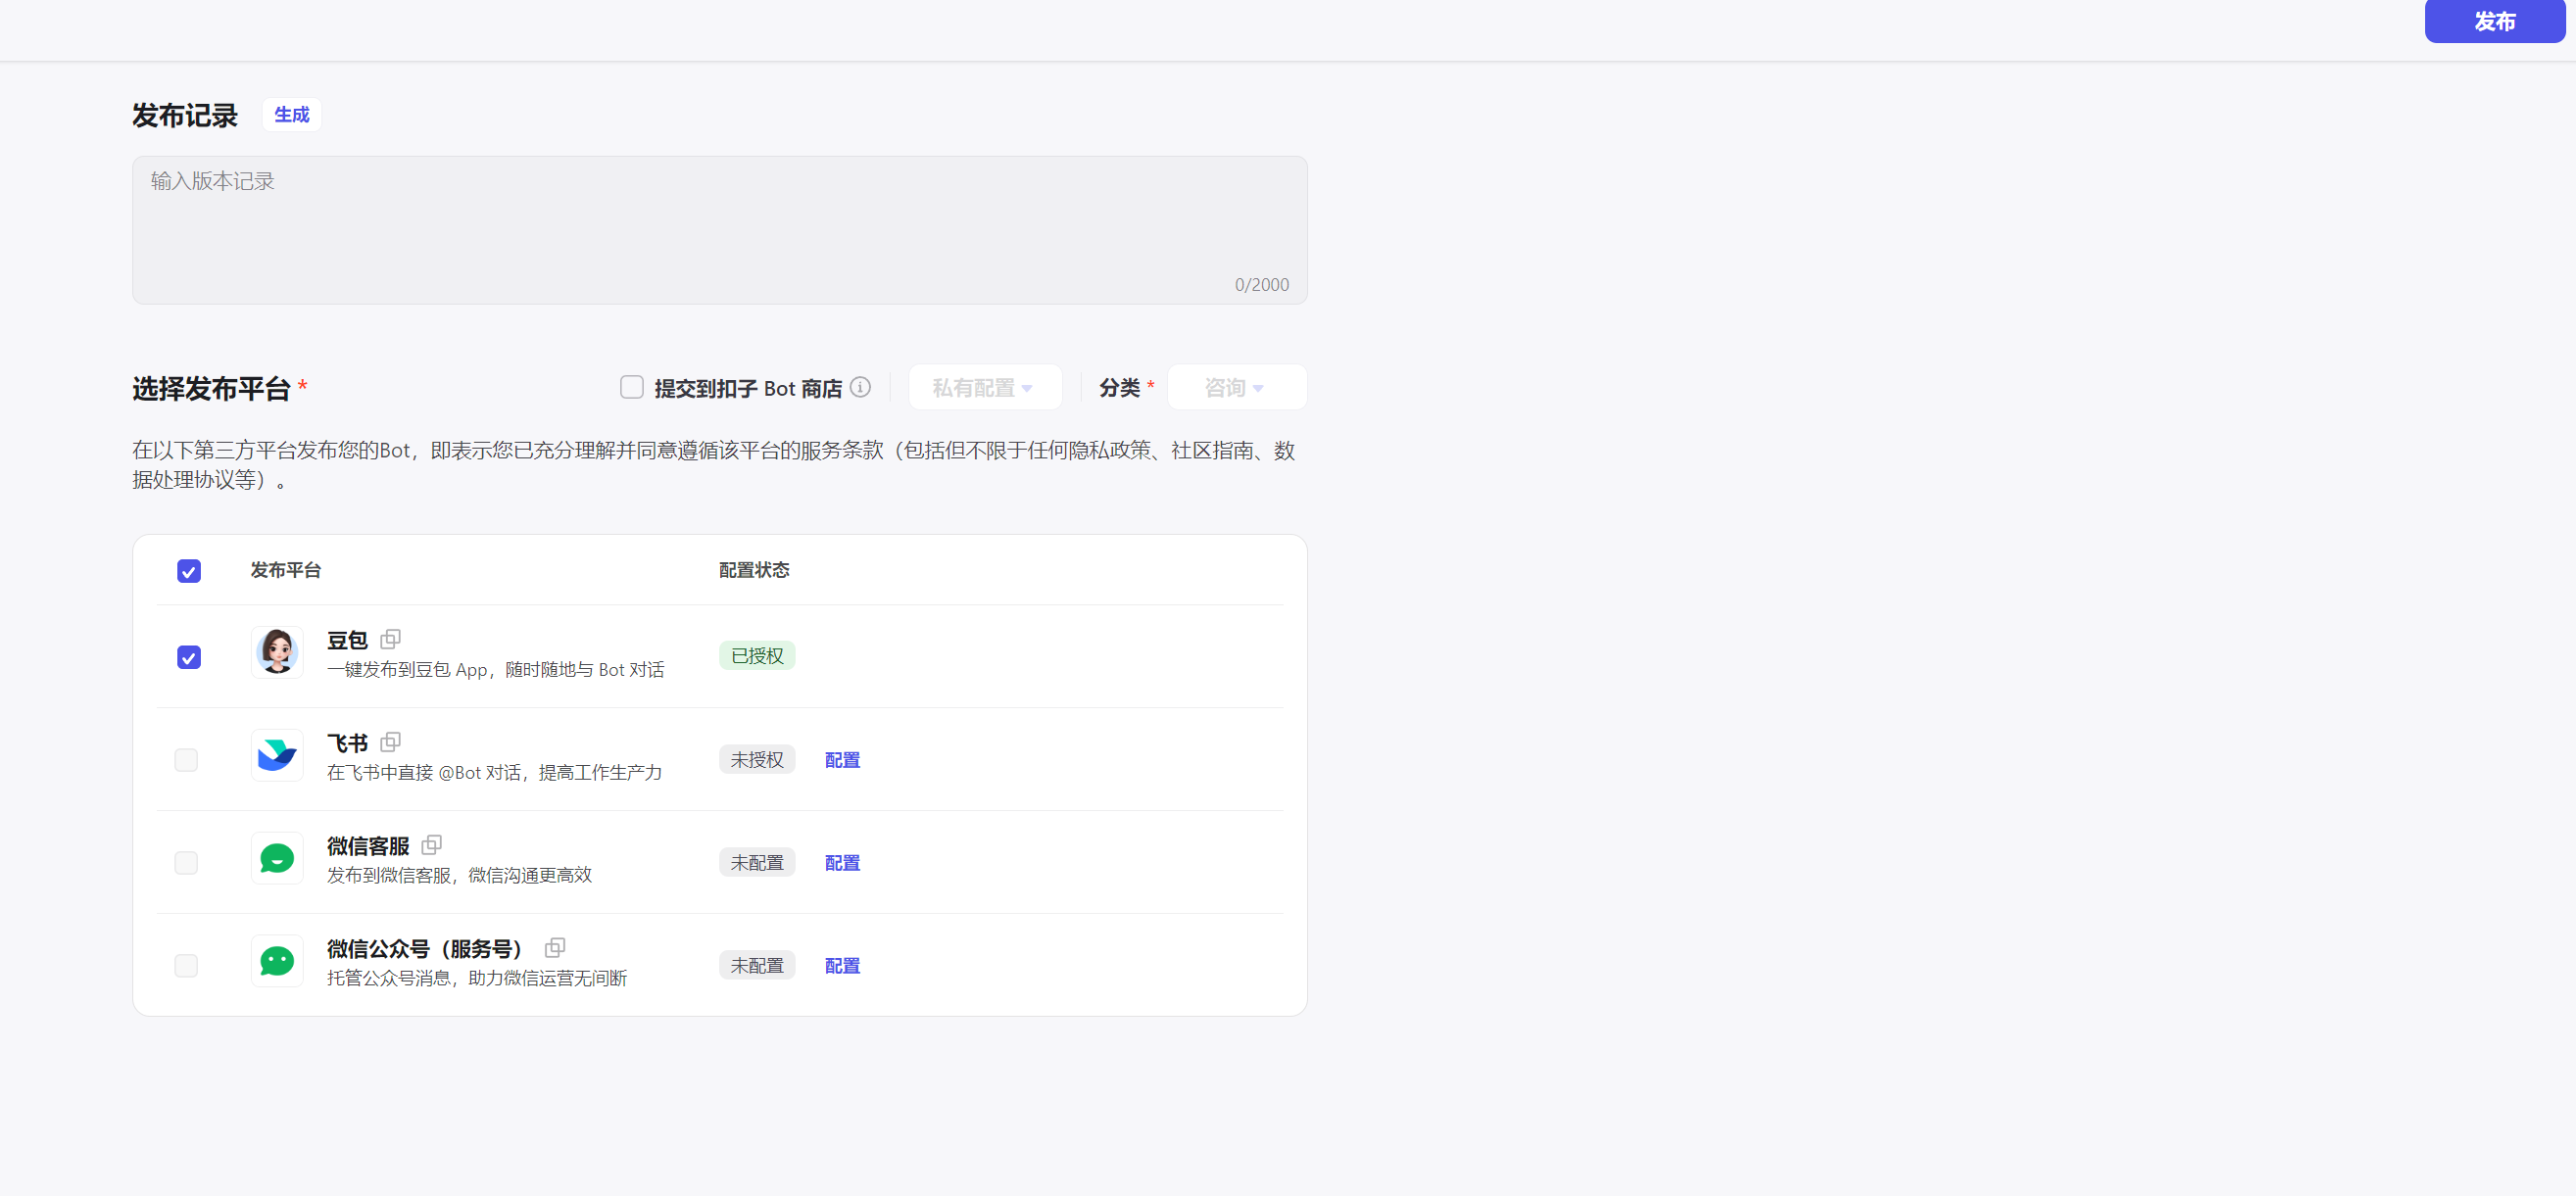 发布
发布记录 生成
输入版本记录
0/2000
选择发布平台 * 提交到扣子 Bot 商店 私有配置 分类 * 咨询
在以下第三方平台发布您的Bot，即表示您已充分理解并同意遵循该平台的服务条款（包括但不限于任何隐私政策、社区指南、数
据处理协议等）。
发布平台 配置状态
豆包
一键发布到豆包 App，随时随地与 Bot 对话
已授权
飞书
在飞书中直接 @Bot 对话，提高工作生产力
未授权 配置
微信客服
发布到微信客服，微信沟通更高效
未配置 配置
微信公众号（服务号）
托管公众号消息，助力微信运营无间断
未配置 配置